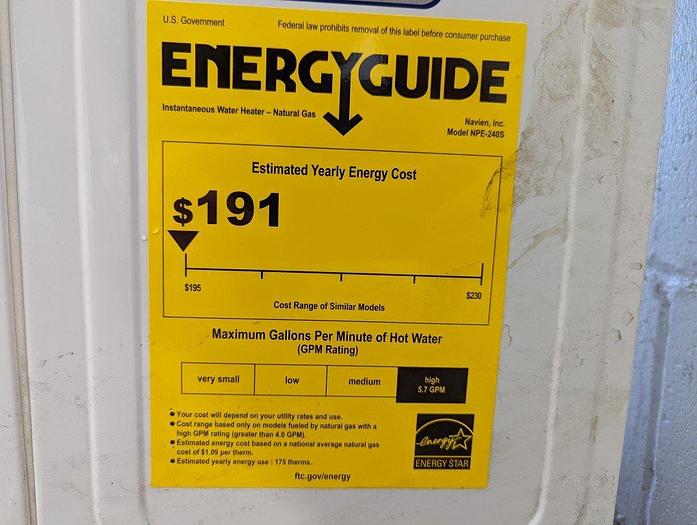 U.S. Government
Federal law prohibits removal of this label before consumer purchase
ENERGYGUIDE
Instantaneous Water Heater – Natural Gas
Navien, Inc.
Model NPE-240S
Estimated Yearly Energy Cost
$191
$195
$230
Cost Range of Similar Models
Maximum Gallons Per Minute of Hot Water
(GPM Rating)
very small
low
medium
high
5.7 GPM
● Your cost will depend on your utility rates and use.
● Cost range based only on models fueled by natural gas with a
high GPM rating (greater than 4.0 GPM).
● Estimated energy cost based on a national average natural gas
cost of $1.09 per therm.
● Estimated yearly energy use : 175 therms.
ftc.gov/energy
energy
ENERGY STAR